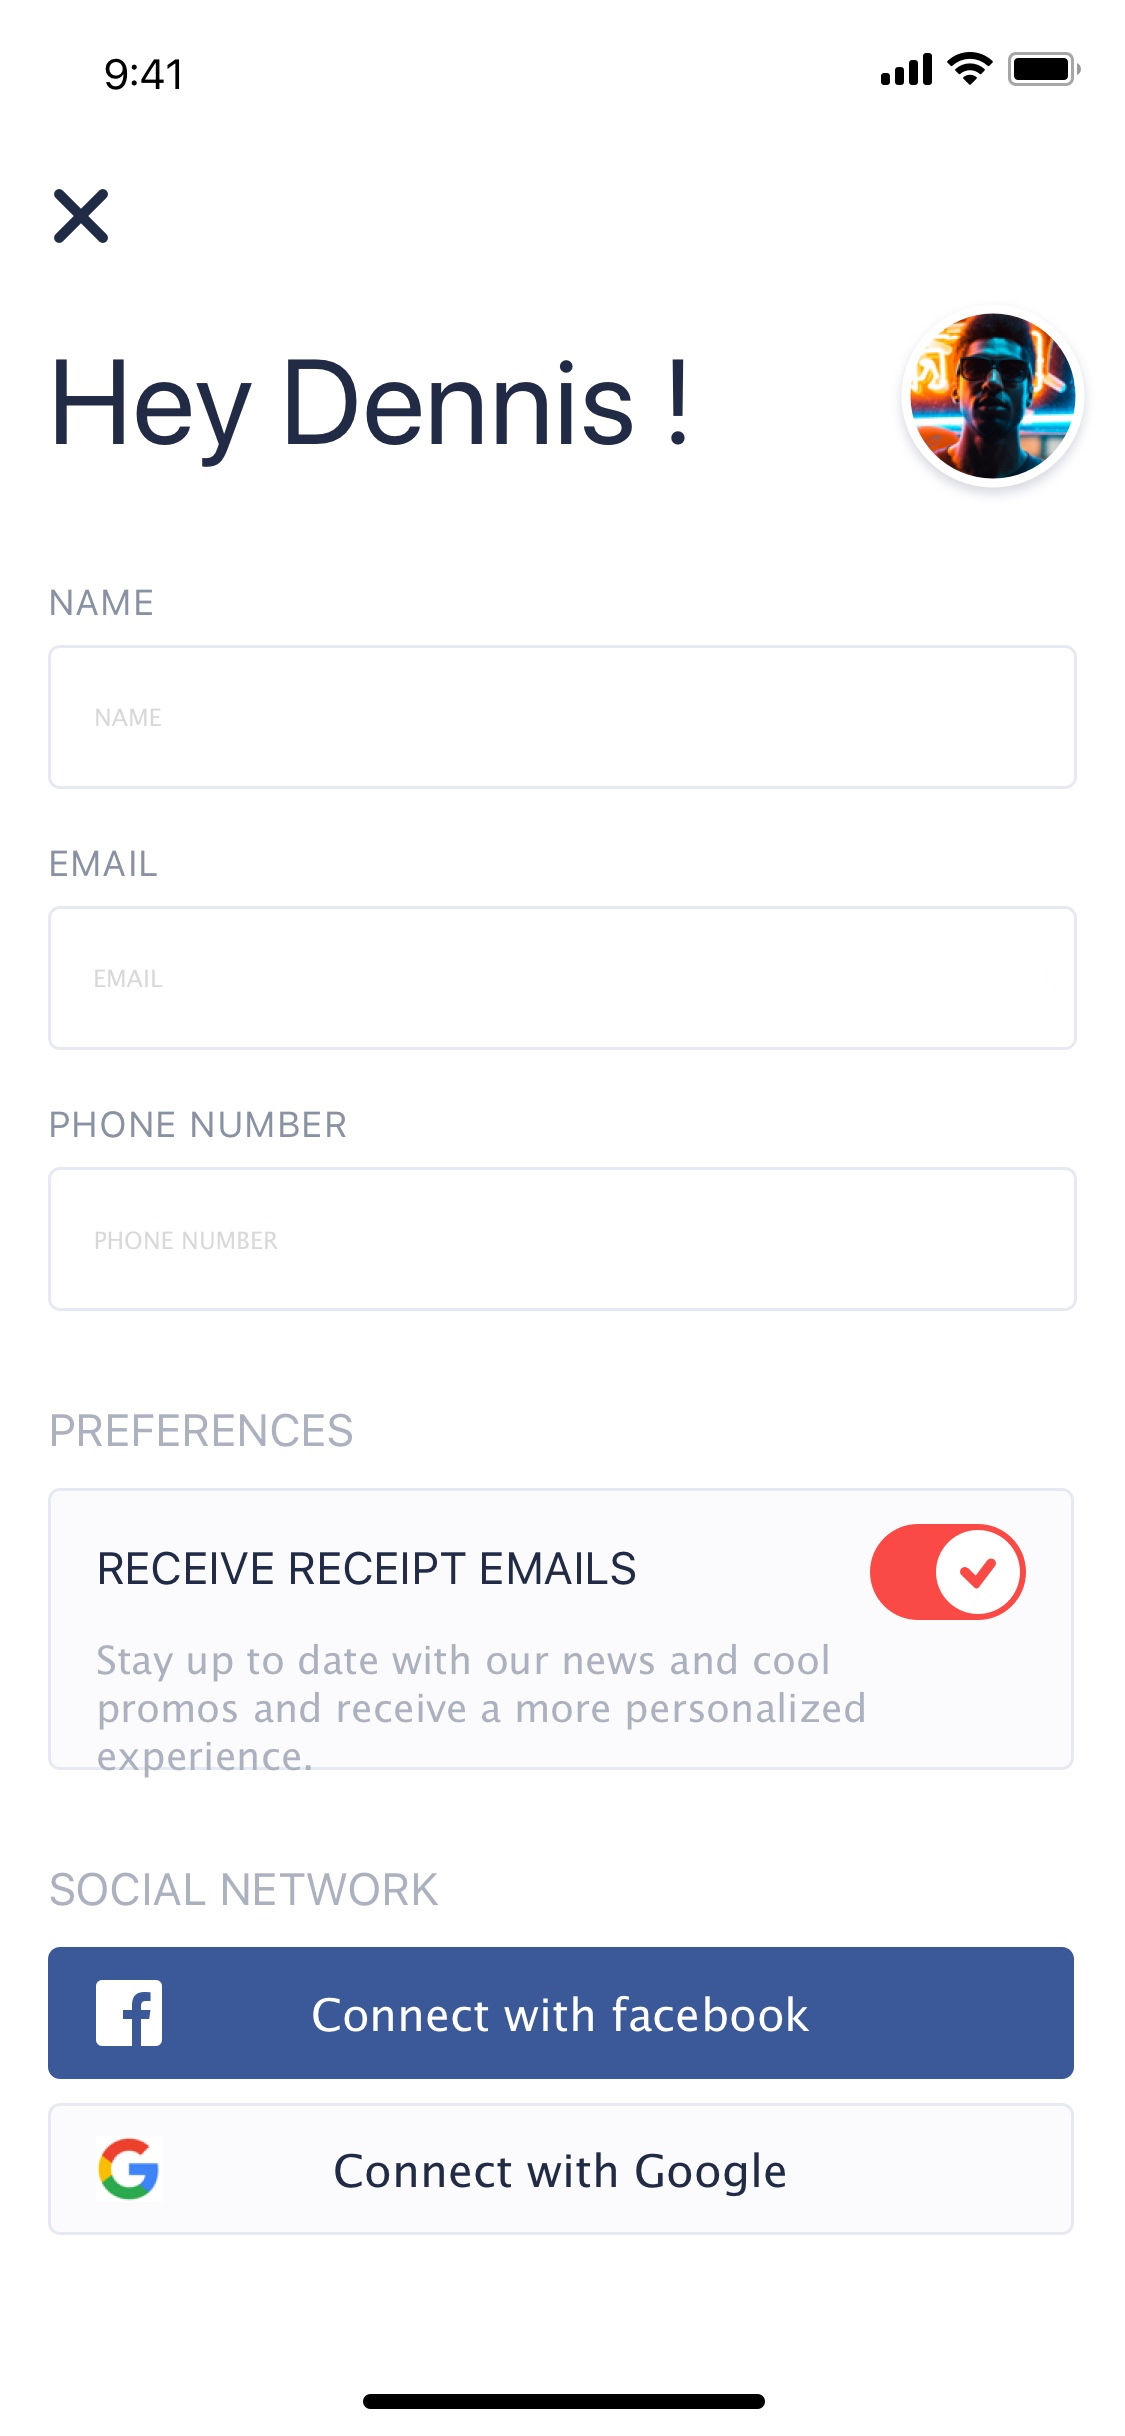 9:41
Hey Dennis !
NAME
NAME
EMAIL
EMAIL
PHONE NUMBER
PHONE NUMBER
PREFERENCES
RECEIVE RECEIPT EMAILS
Stay up to date with our news and cool
promos and receive a more personalized
experience.
SOCIAL NETWORK
Connect with facebook
Connect with Google